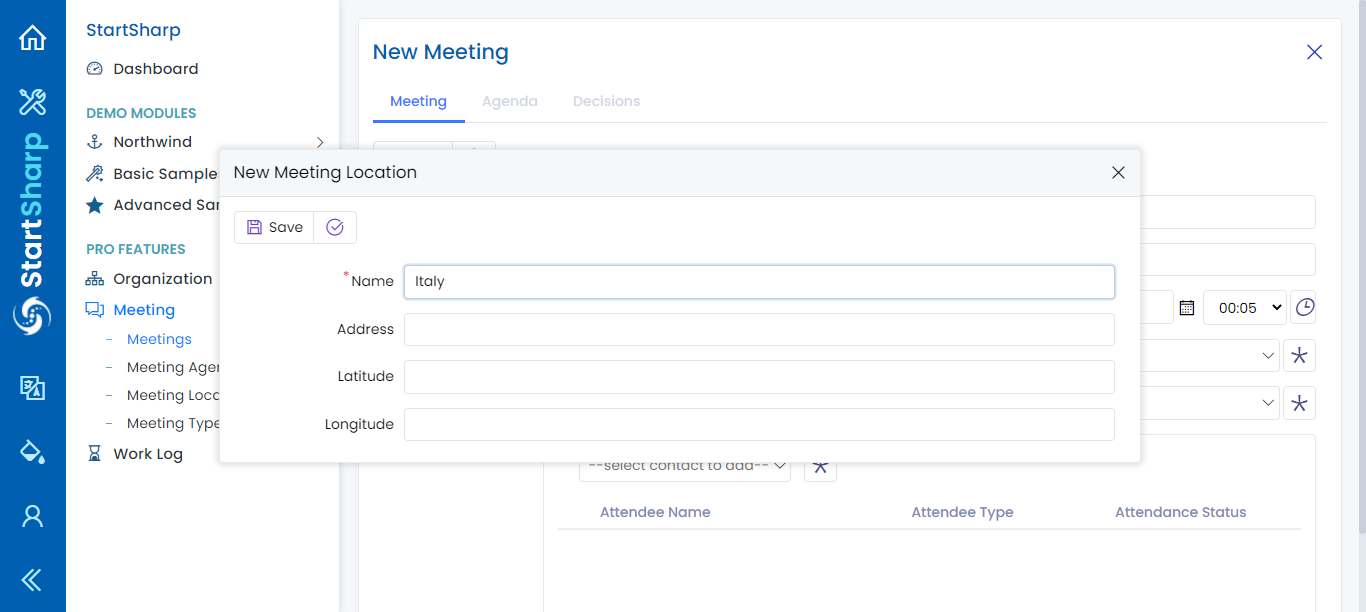 StartSharp
StartSharp
Dashboard
DEMO MODULES
Northwind
Basic Sample
Advanced Sa
PRO FEATURES
Organization
Meeting
- Meetings
- Meeting Age
- Meeting Loc
- Meeting Type
Work Log
New Meeting
Meeting Agenda Decisions
New Meeting Location
Save
*Name Italy
Address
Latitude
Longitude
00:05
--select contact to add--
Attendee Name Attendee Type Attendance Status